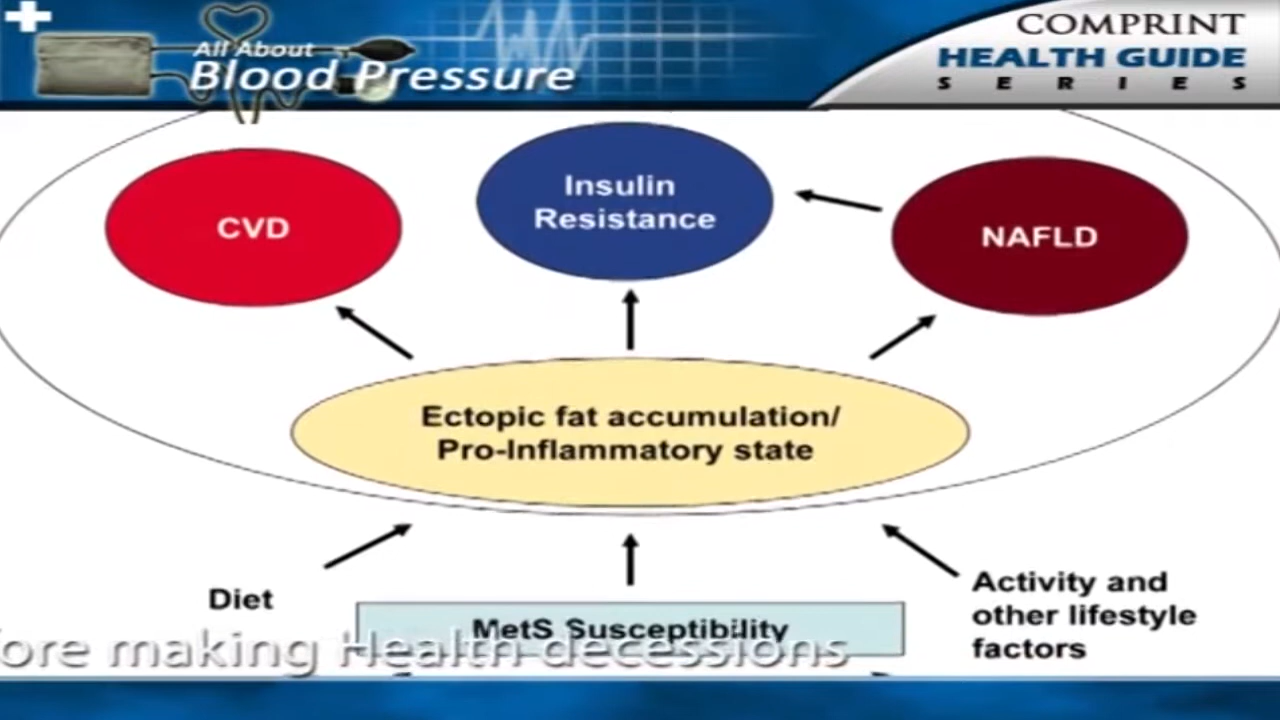 All About
Blood Pressure
COMPRINT
HEALTH GUIDE
SERIES
CVD
Insulin
Resistance
NAFLD
Ectopic fat accumulation/
Pro-Inflammatory state
Diet
MetS Susceptibility
Activity and
other lifestyle
factors
ore making Health decessions